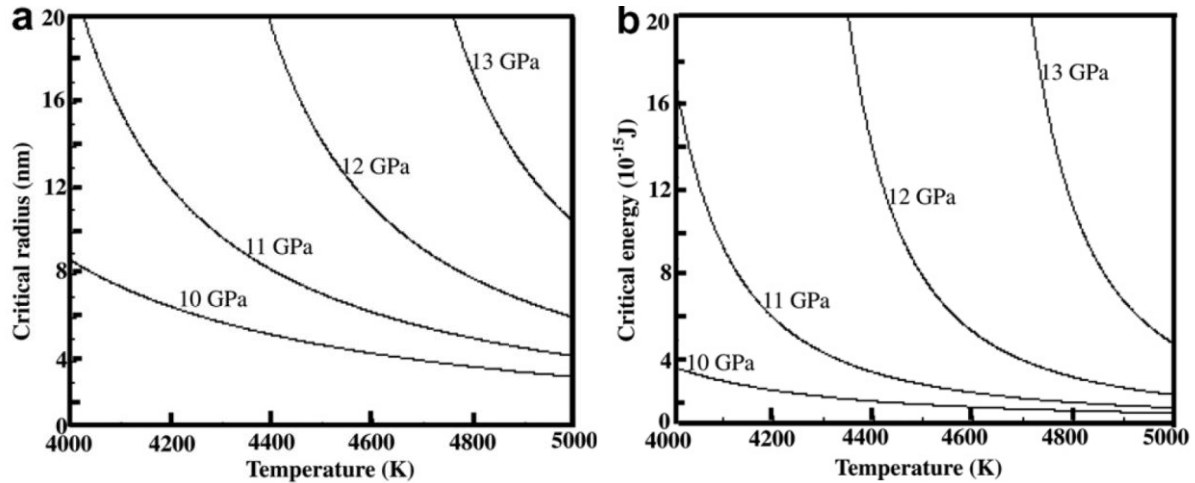 a
20
16
12
8
4
0
Critical radius (nm)
13 GPa
12 GPa
11 GPa
10 GPa
4000 4200 4400 4600 4800 5000
Temperature (K)
b
20
16
12
8
4
0
Critical energy (10⁻¹⁵J)
13 GPa
12 GPa
11 GPa
10 GPa
4000 4200 4400 4600 4800 5000
Temperature (K)